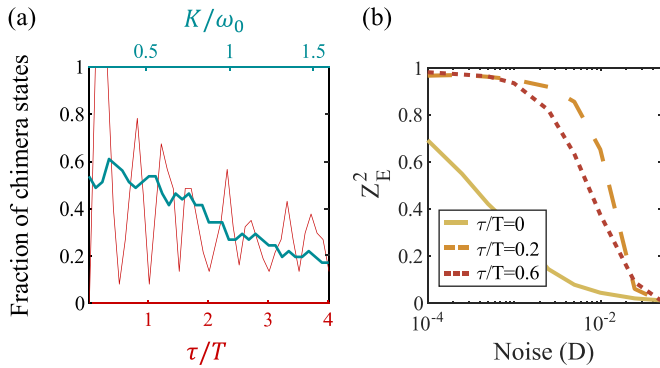 (a)
K/ω₀
0.5
1
1.5
Fraction of chimera states
1
0.8
0.6
0.4
0.2
0
1
2
3
4
τ/T
(b)
Z²_E
1
0.8
0.6
0.4
0.2
0
τ/T=0
τ/T=0.2
τ/T=0.6
10⁻⁴
10⁻²
Noise (D)